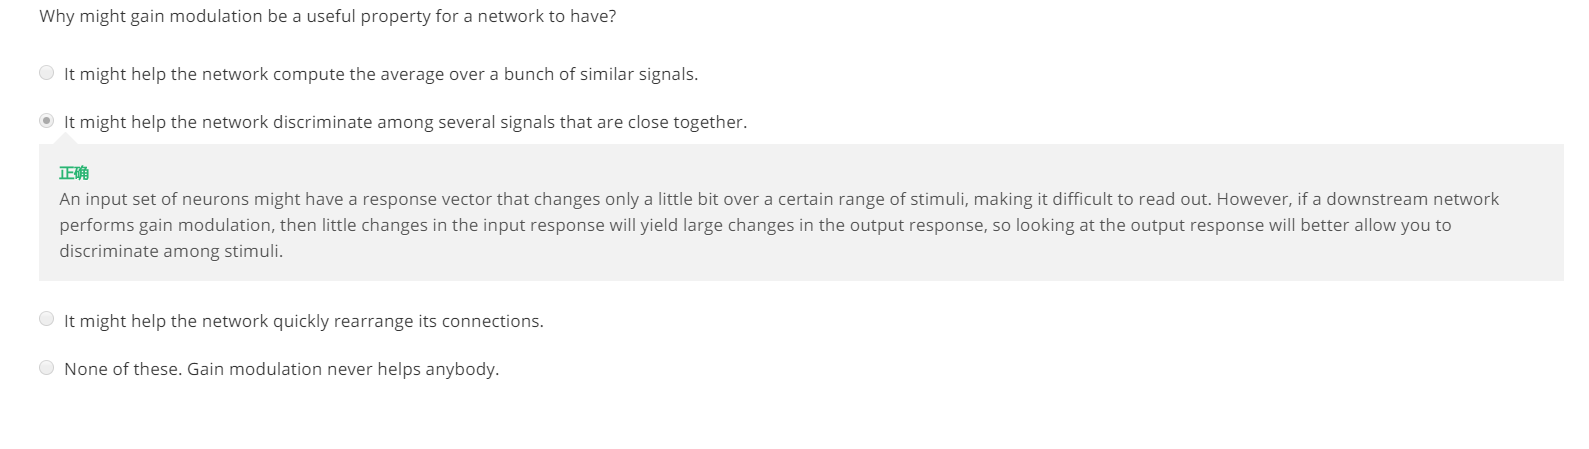 Why might gain modulation be a useful property for a network to have?
It might help the network compute the average over a bunch of similar signals.
It might help the network discriminate among several signals that are close together.
正确
An input set of neurons might have a response vector that changes only a little bit over a certain range of stimuli, making it difficult to read out. However, if a downstream network
performs gain modulation, then little changes in the input response will yield large changes in the output response, so looking at the output response will better allow you to
discriminate among stimuli.
It might help the network quickly rearrange its connections.
None of these. Gain modulation never helps anybody.